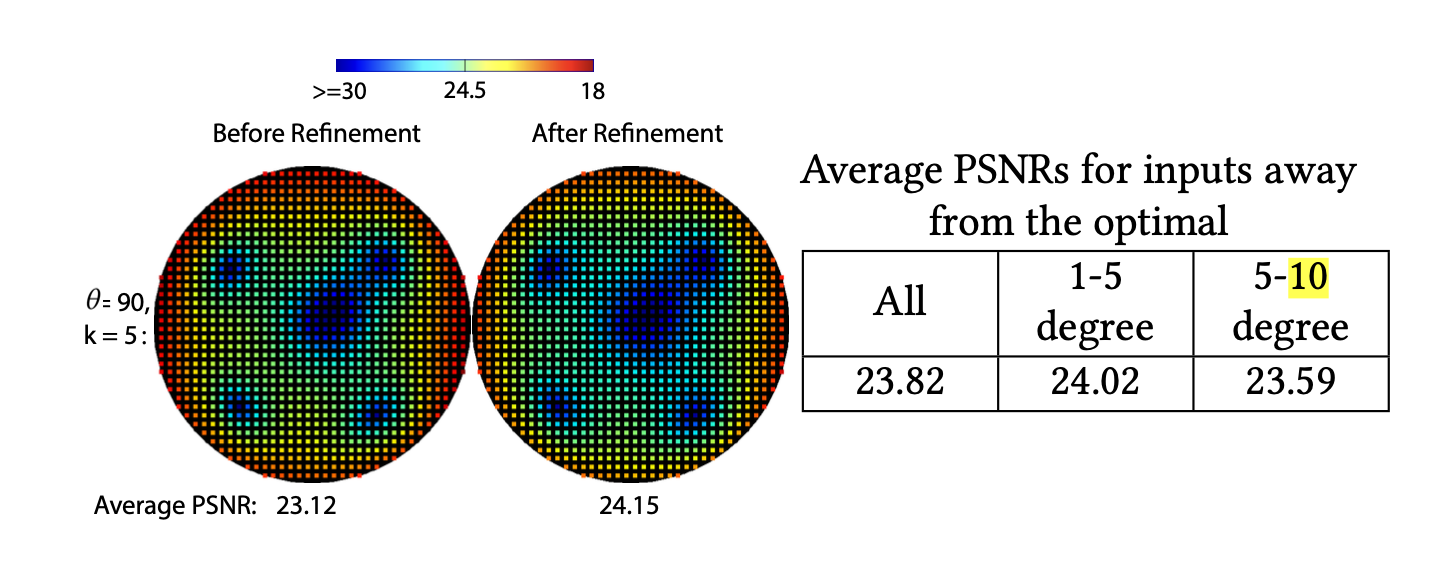 >=30 24.5 18
Before Refinement After Refinement
θ= 90,
k = 5 :
Average PSNR: 23.12 24.15
Average PSNRs for inputs away
from the optimal
All 1-5 degree 5-10 degree
23.82 24.02 23.59